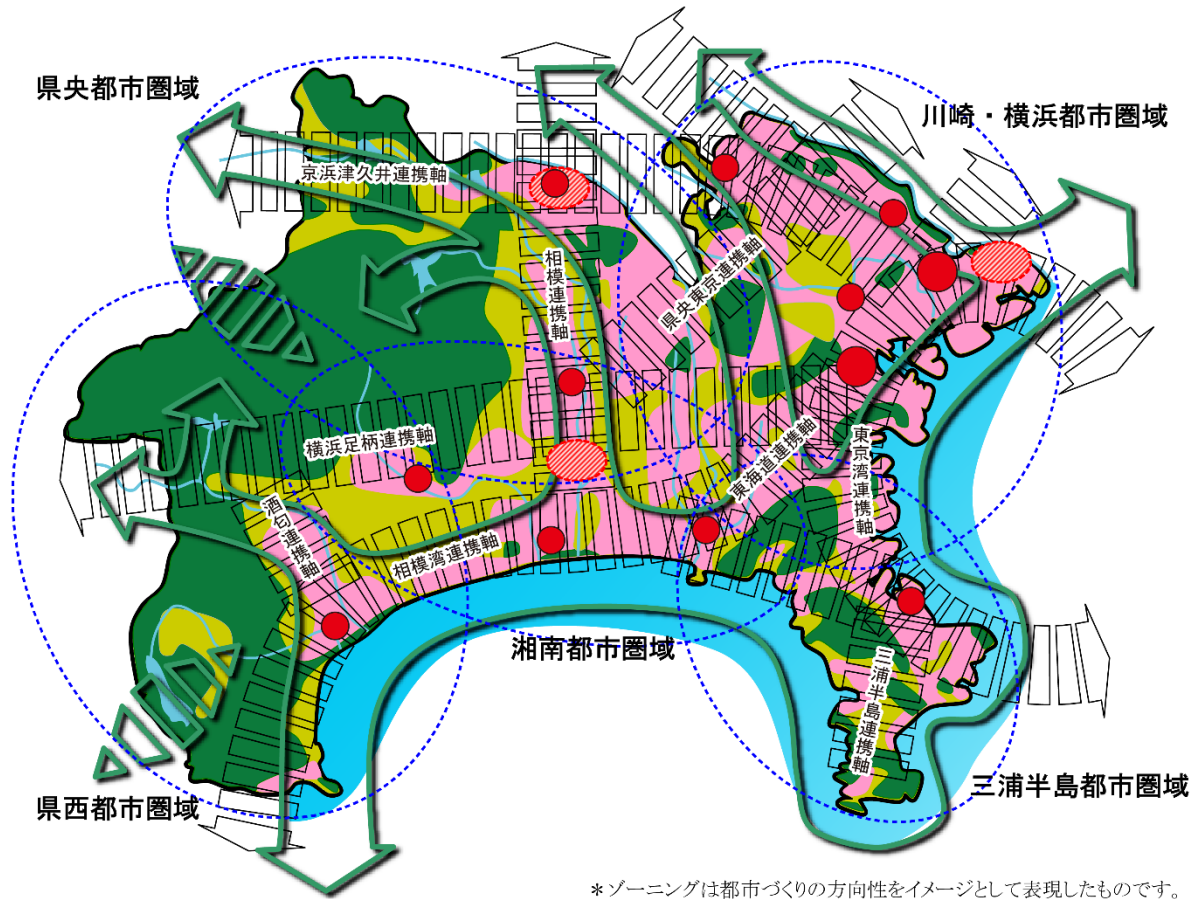 県央都市圏域
川崎・横浜都市圏域
京浜津久井連携軸
相模連携軸
県央東京連携軸
横浜足柄連携軸
東海道連携軸
東京湾連携軸
酒匂連携軸
相模湾連携軸
湘南都市圏域
三浦半島連携軸
三浦半島都市圏域
県西都市圏域
＊ゾーニングは都市づくりの方向性をイメージとして表現したものです。